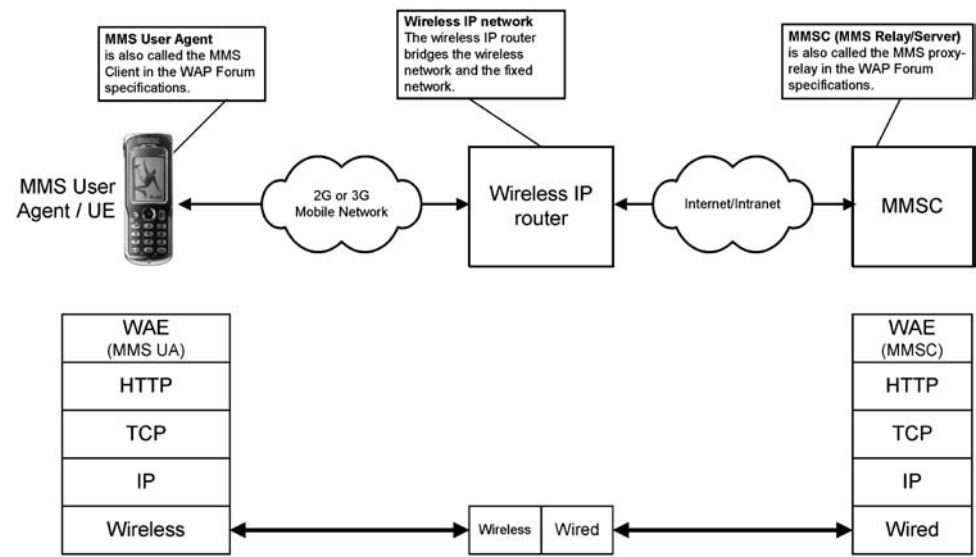 MMS User Agent
is also called the MMS
Client in the WAP Forum
specifications.
Wireless IP network
The wireless IP router
bridges the wireless
network and the fixed
network.
MMSC (MMS Relay/Server)
is also called the MMS proxy-
relay in the WAP Forum
specifications.
MMS User
Agent / UE
2G or 3G
Mobile Network
Wireless IP
router
Internet/Intranet
MMSC
WAE
(MMS UA)
HTTP
TCP
IP
Wireless
Wireless
Wired
WAE
(MMSC)
HTTP
TCP
IP
Wired